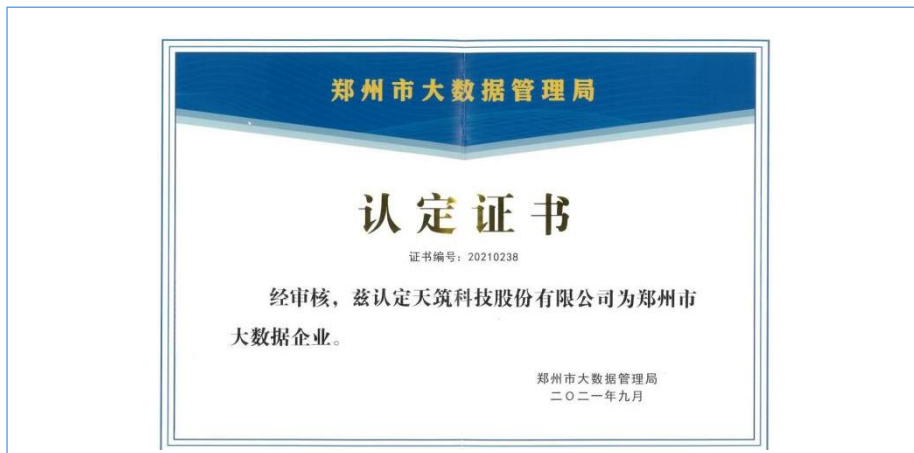 郑州市大数据管理局
认定证书
证书编号：20210238
经审核，兹认定天筑科技股份有限公司为郑州市
大数据企业。
郑州市大数据管理局
二〇二一年九月